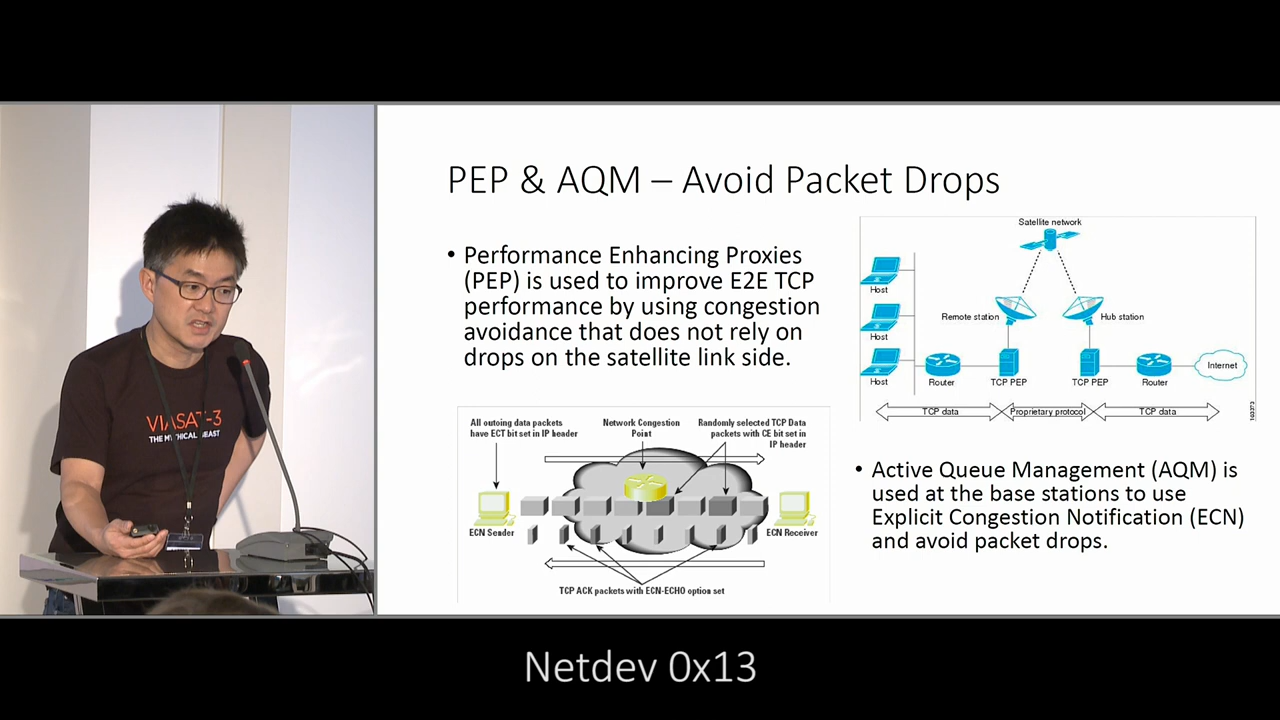 PEP & AQM – Avoid Packet Drops
• Performance Enhancing Proxies
(PEP) is used to improve E2E TCP
performance by using congestion
avoidance that does not rely on
drops on the satellite link side.
Satellite network
Host
Remote station
Hub station
Host
Host
Router
TCP PEP
TCP PEP
Router
Internet
TCP data
Proprietary protocol
TCP data
All outoing data packets
have ECT bit set in IP header
Network Congestion
Point
Randomly selected TCP Data
packets with CE bit set in
IP header
ECN Sender
ECN Receiver
TCP ACK packets with ECN-ECHO option set
• Active Queue Management (AQM) is
used at the base stations to use
Explicit Congestion Notification (ECN)
and avoid packet drops.
VIASAT-3
THE MYTHICAL BEAST
Netdev 0x13